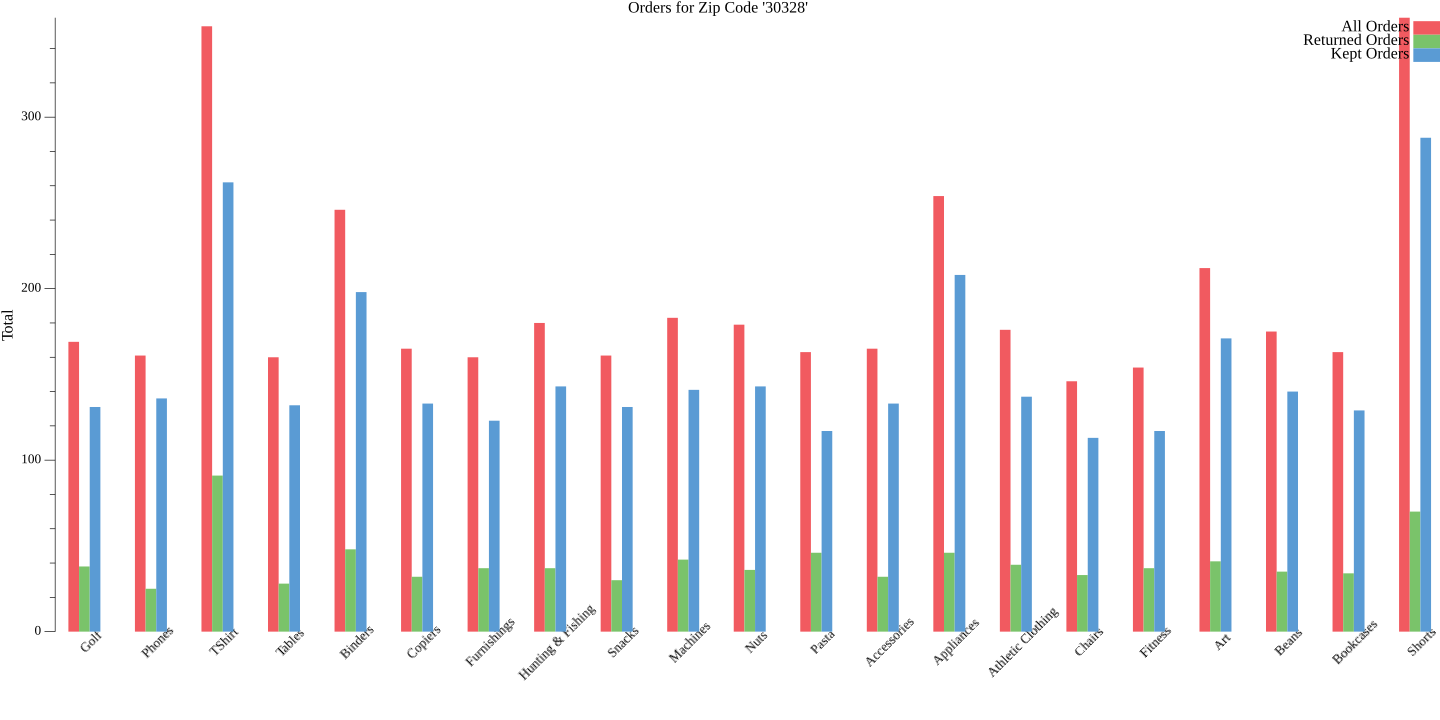 Orders for Zip Code '30328'
All Orders
Returned Orders
Kept Orders
Total
300
200
100
0
Golf
Phones
TShirt
Tables
Binders
Copiers
Furnishings
Hunting & Fishing
Snacks
Machines
Nuts
Pasta
Accessories
Appliances
Athletic Clothing
Chairs
Fitness
Art
Beans
Bookcases
Shorts